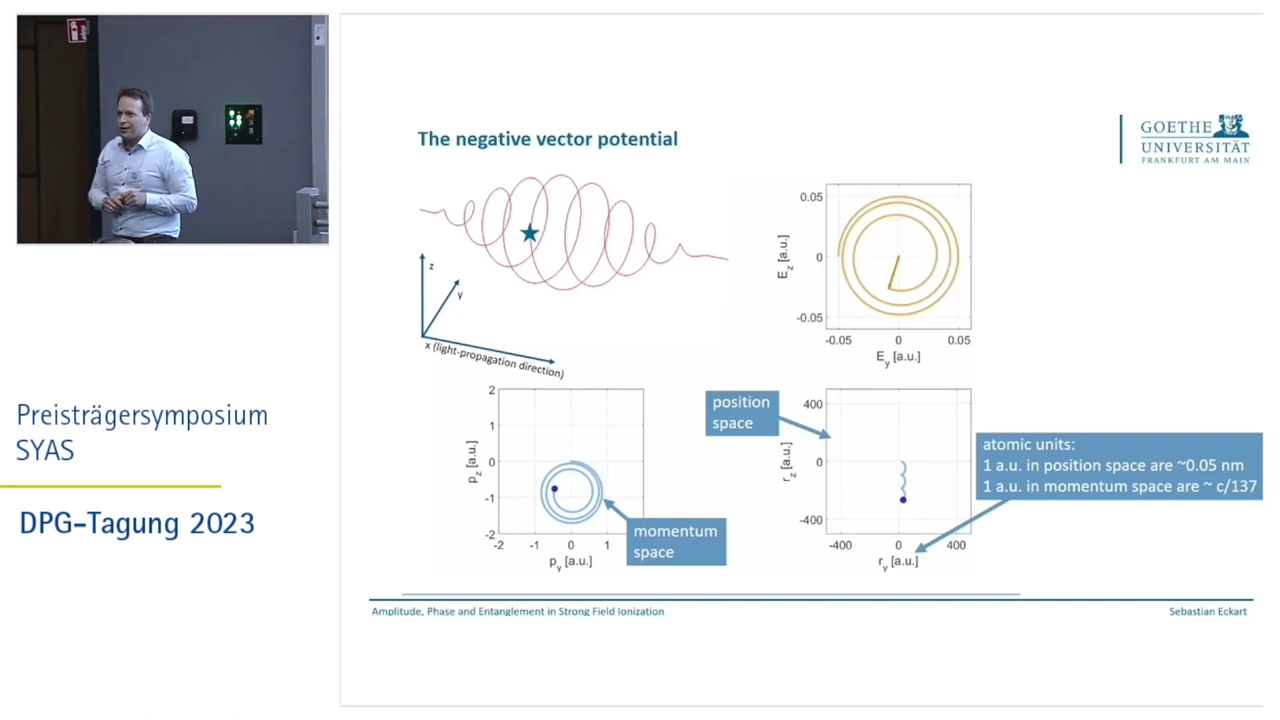 The negative vector potential
GOETHE
UNIVERSITÄT
FRANKFURT AM MAIN
z
y
x (light-propagation direction)
0.05
0
-0.05
E_z [a.u.]
-0.05
0
0.05
E_y [a.u.]
2
1
0
-1
-2
p_z [a.u.]
-2
-1
0
1
p_y [a.u.]
momentum
space
position
space
400
0
-400
r_z [a.u.]
-400
0
400
r_y [a.u.]
atomic units:
1 a.u. in position space are ~0.05 nm
1 a.u. in momentum space are ~ c/137
Preisträgersymposium
SYAS
DPG-Tagung 2023
Amplitude, Phase and Entanglement in Strong Field Ionization
Sebastian Eckart